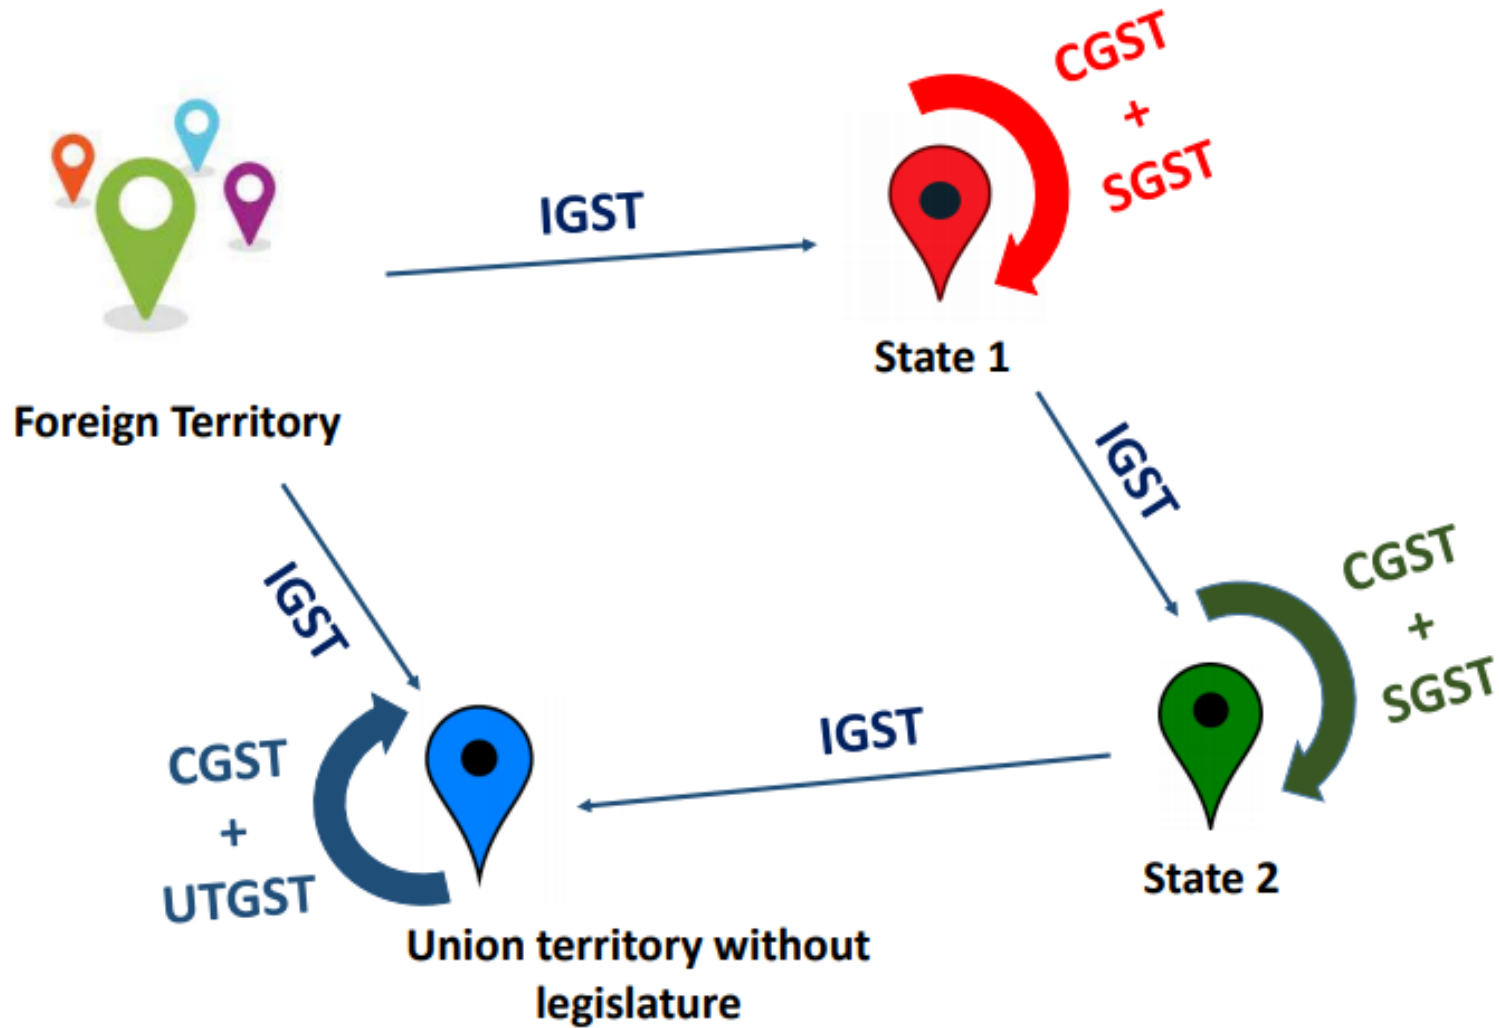 CGST
+
SGST
IGST
State 1
Foreign Territory
IGST
IGST
CGST
+
SGST
IGST
CGST
+
UTGST
State 2
Union territory without
legislature